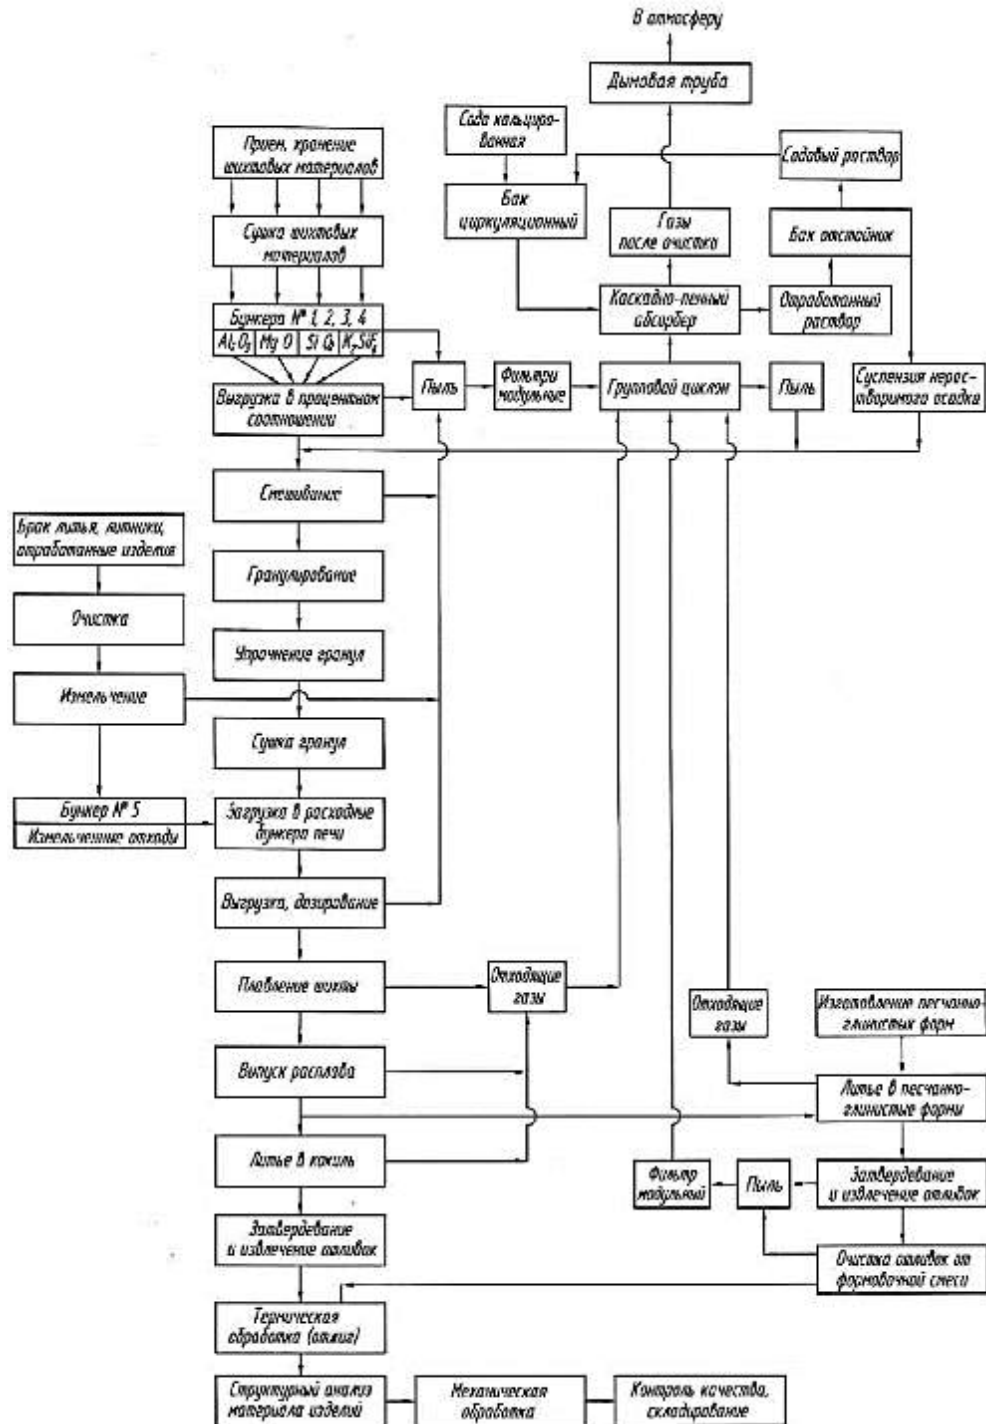 В атмосферу
Дымовая труба
Сода кальциро-
ванная
Содовый раствор
Прием, хранение
шихтовых материалов
Бак
циркуляционный
Газы
после очистки
Бак отстойник
Сушка шихтовых
материалов
Каскадно-пенный
абсорбер
Отработанный
раствор
Бункера № 1, 2, 3, 4
Al₂O₃ MgO SiO₂ K₂SiF₆
Пыль
Фильтры
модульные
Групповой циклон
Пыль
Суспензия нерас-
творимого осадка
Выгрузка в процентном
соотношении
Смешивание
Брак литья, литники,
отработанные изделия
Гранулирование
Очистка
Упрочнение гранул
Измельчение
Сушка гранул
Бункер № 5
Измельченные отходы
Загрузка в расходные
бункера печи
Выгрузка, дозирование
Плавление шихты
Отходящие
газы
Отходящие
газы
Изготовление песчанно-
глинистых форм
Выпуск расплава
Литье в песчанно-
глинистые формы
Литье в кокиль
Фильтр
модульный
Пыль
Затвердевание
и извлечение отливок
Затвердевание
и извлечение отливок
Очистка отливок от
формовочной смеси
Термическая
обработка (отжиг)
Структурный анализ
материала изделий
Механическая
обработка
Контроль качества,
складирование